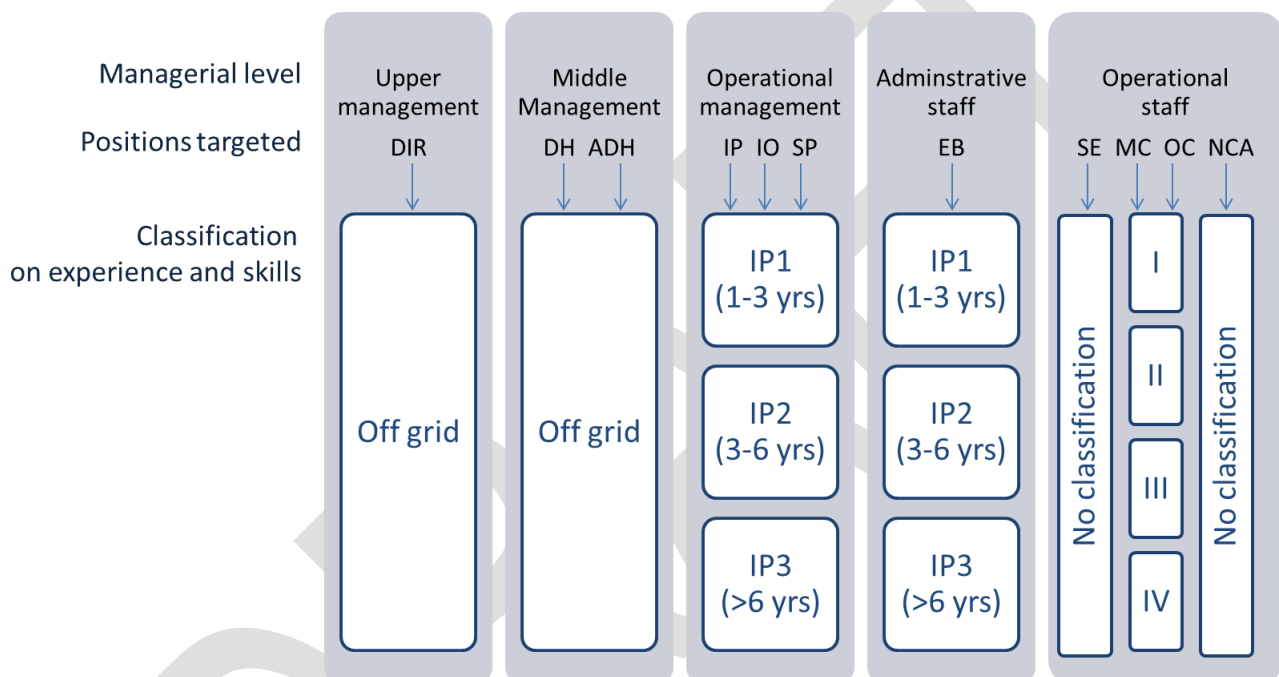 Managerial level
Upper
management
Middle
Management
Operational
management
Adminstrative
staff
Operational
staff
Positions targeted
DIR
DH ADH
IP IO SP
EB
SE MC OC NCA
Classification
on experience and skills
Off grid
Off grid
IP1
(1-3 yrs)
IP2
(3-6 yrs)
IP3
(>6 yrs)
IP1
(1-3 yrs)
IP2
(3-6 yrs)
IP3
(>6 yrs)
No classification
I
II
III
IV
No classification